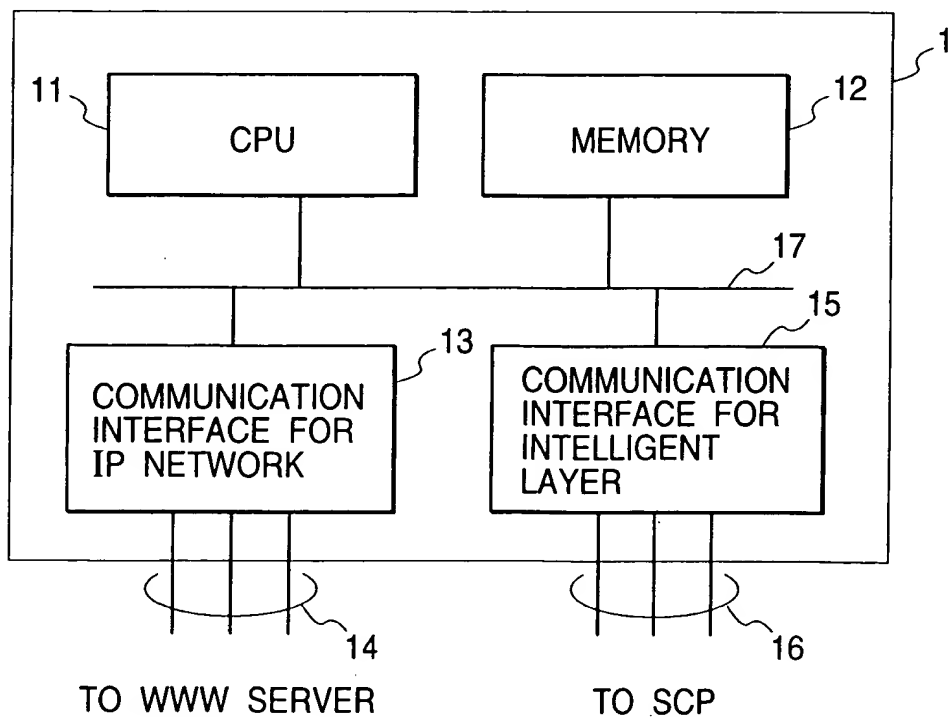 1
11
CPU
12
MEMORY
17
13
COMMUNICATION
INTERFACE FOR
IP NETWORK
15
COMMUNICATION
INTERFACE FOR
INTELLIGENT
LAYER
14
16
TO WWW SERVER
TO SCP